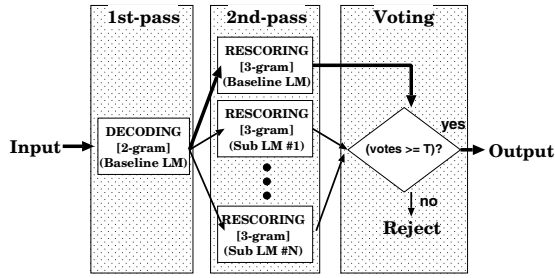 1st-pass
2nd-pass
Voting
Input
DECODING
[2-gram]
(Baseline LM)
RESCORING
[3-gram]
(Baseline LM)
RESCORING
[3-gram]
(Sub LM #1)
RESCORING
[3-gram]
(Sub LM #N)
(votes >= T)?
yes
Output
no
Reject